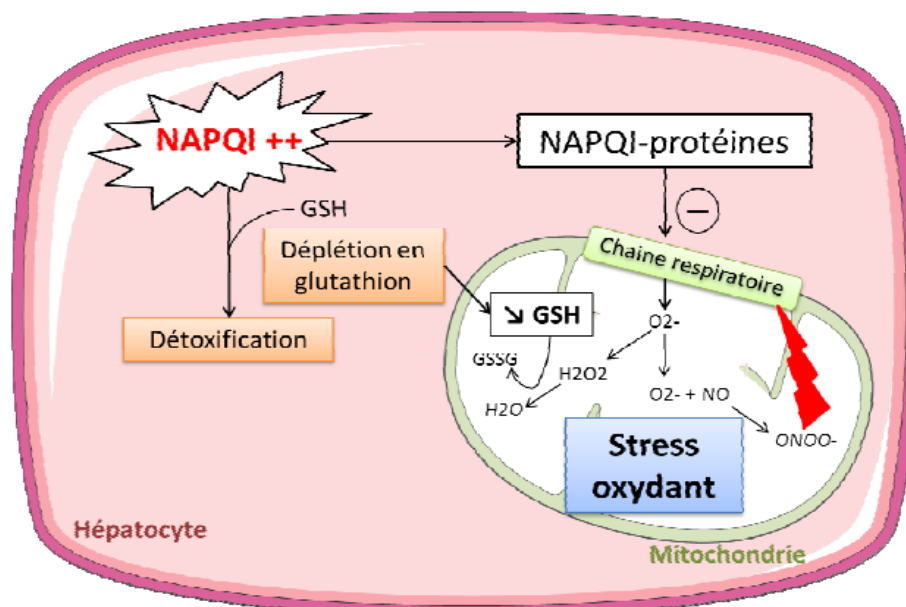 NAPQI ++
NAPQI-protéines
GSH
−
Déplétion en
glutathion
Chaine respiratoire
↘ GSH
O2-
Détoxification
GSSG
H2O2
H2O
O2- + NO
ONOO-
Stress
oxydant
Hépatocyte
Mitochondrie